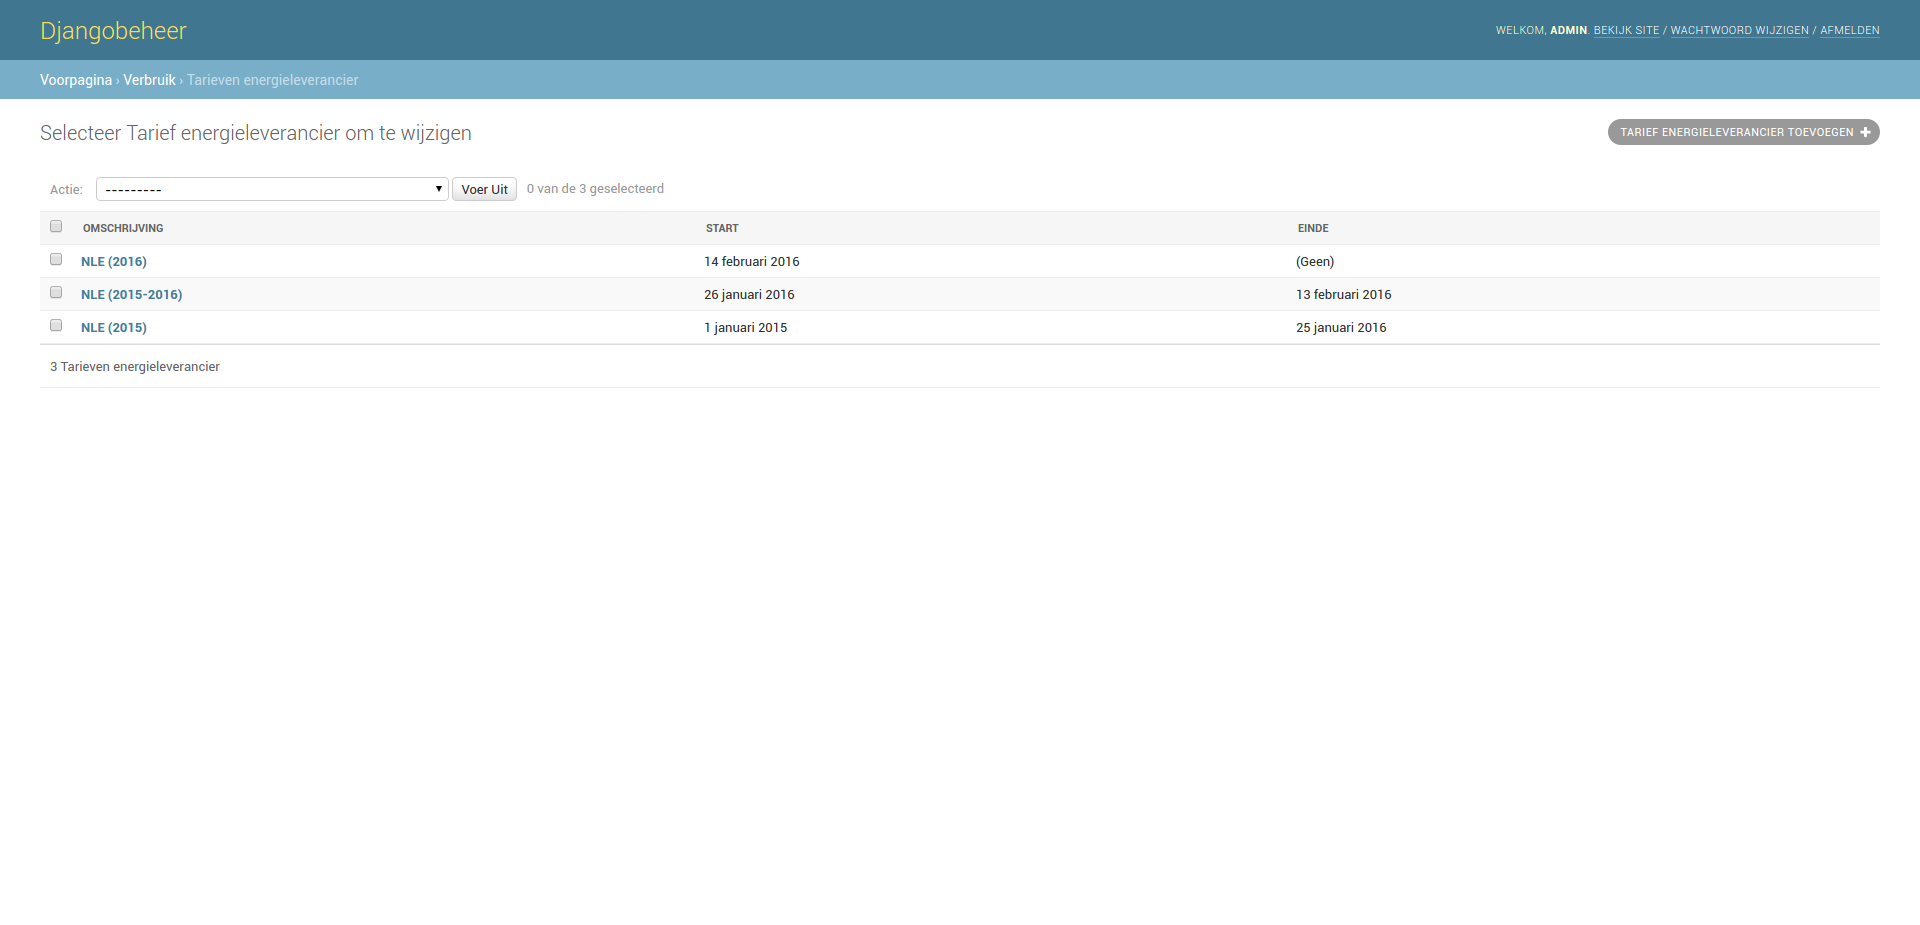 Djangobeheer
WELKOM, ADMIN. BEKIJK SITE / WACHTWOORD WIJZIGEN / AFMELDEN
Voorpagina › Verbruik › Tarieven energieleverancier
Selecteer Tarief energieleverancier om te wijzigen
TARIEF ENERGIELEVERANCIER TOEVOEGEN
Actie: --------- Voer Uit 0 van de 3 geselecteerd
OMSCHRIJVING START EINDE
NLE (2016) 14 februari 2016 (Geen)
NLE (2015-2016) 26 januari 2016 13 februari 2016
NLE (2015) 1 januari 2015 25 januari 2016
3 Tarieven energieleverancier